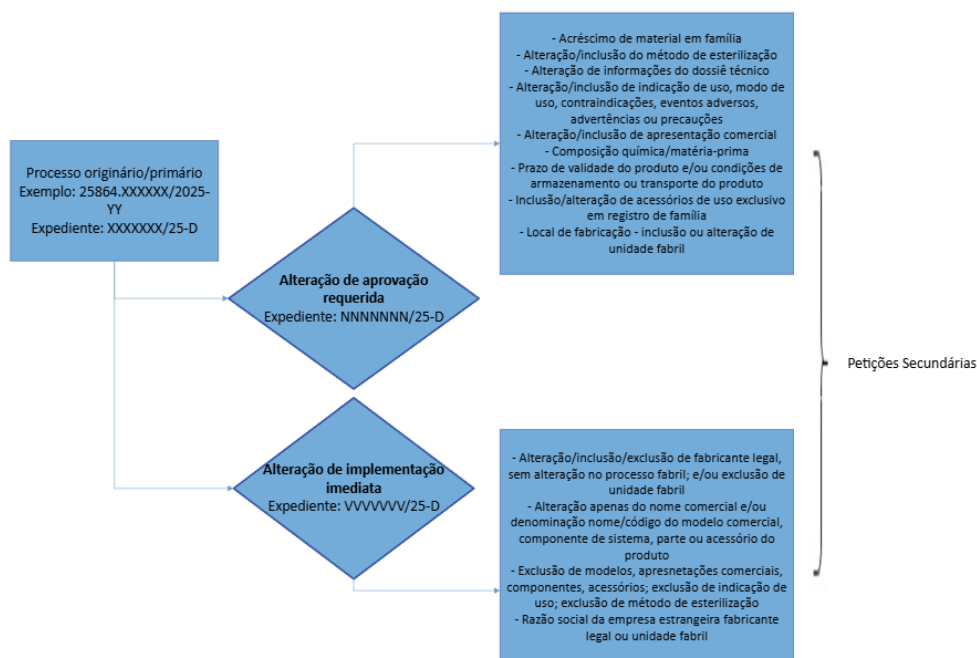 Processo originário/primário
Exemplo: 25864.XXXXXX/2025-
YY
Expediente: XXXXXXX/25-D
Alteração de aprovação
requerida
Expediente: NNNNNNN/25-D
- Acréscimo de material em família
- Alteração/inclusão do método de esterilização
- Alteração de informações do dossiê técnico
- Alteração/inclusão de indicação de uso, modo de
uso, contraindicações, eventos adversos,
advertências ou precauções
- Alteração/inclusão de apresentação comercial
- Composição química/matéria-prima
- Prazo de validade do produto e/ou condições de
armazenamento ou transporte do produto
- Inclusão/alteração de acessórios de uso exclusivo
em registro de família
- Local de fabricação - inclusão ou alteração de
unidade fabril
Alteração de implementação
imediata
Expediente: VVVVVVV/25-D
- Alteração/inclusão/exclusão de fabricante legal,
sem alteração no processo fabril; e/ou exclusão de
unidade fabril
- Alteração apenas do nome comercial e/ou
denominação nome/código do modelo comercial,
componente de sistema, parte ou acessório do
produto
- Exclusão de modelos, apresnetações comerciais,
componentes, acessórios; exclusão de indicação de
uso; exclusão de método de esterilização
- Razão social da empresa estrangeira fabricante
legal ou unidade fabril
Petições Secundárias